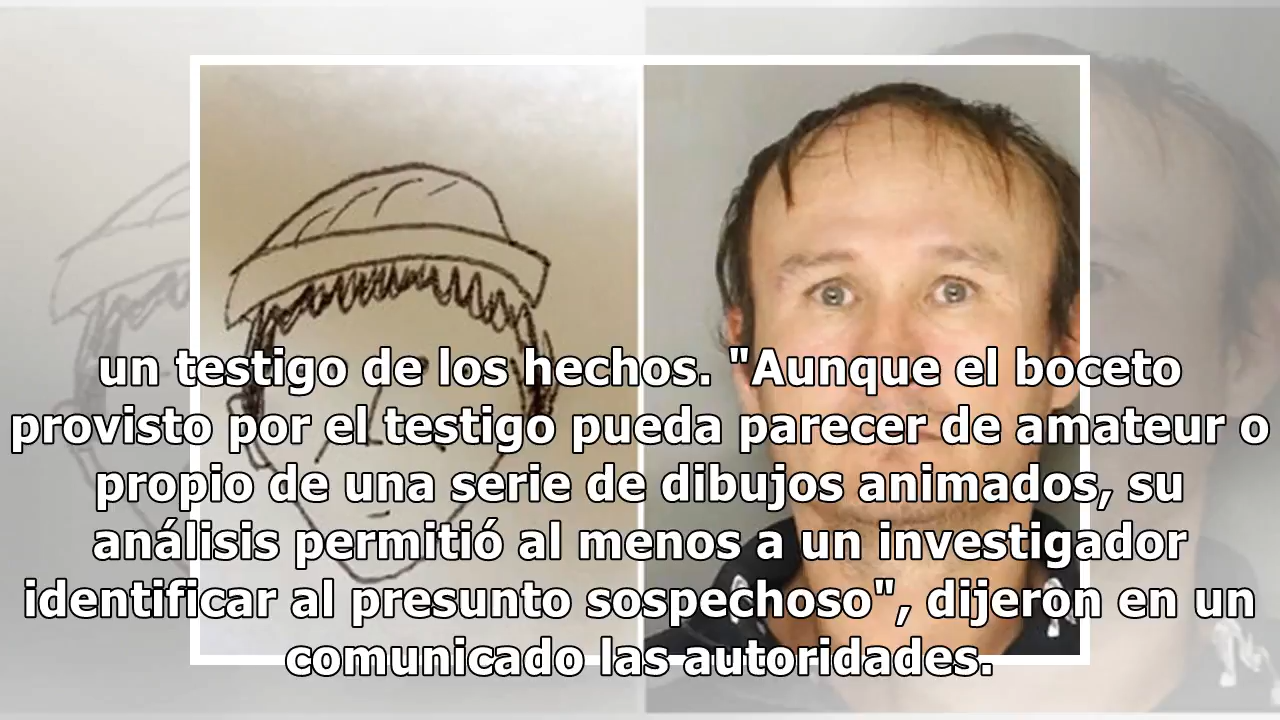 un testigo de los hechos. "Aunque el boceto
provisto por el testigo pueda parecer de amateur o
propio de una serie de dibujos animados, su
análisis permitió al menos a un investigador
identificar al presunto sospechoso", dijeron en un
comunicado las autoridades.